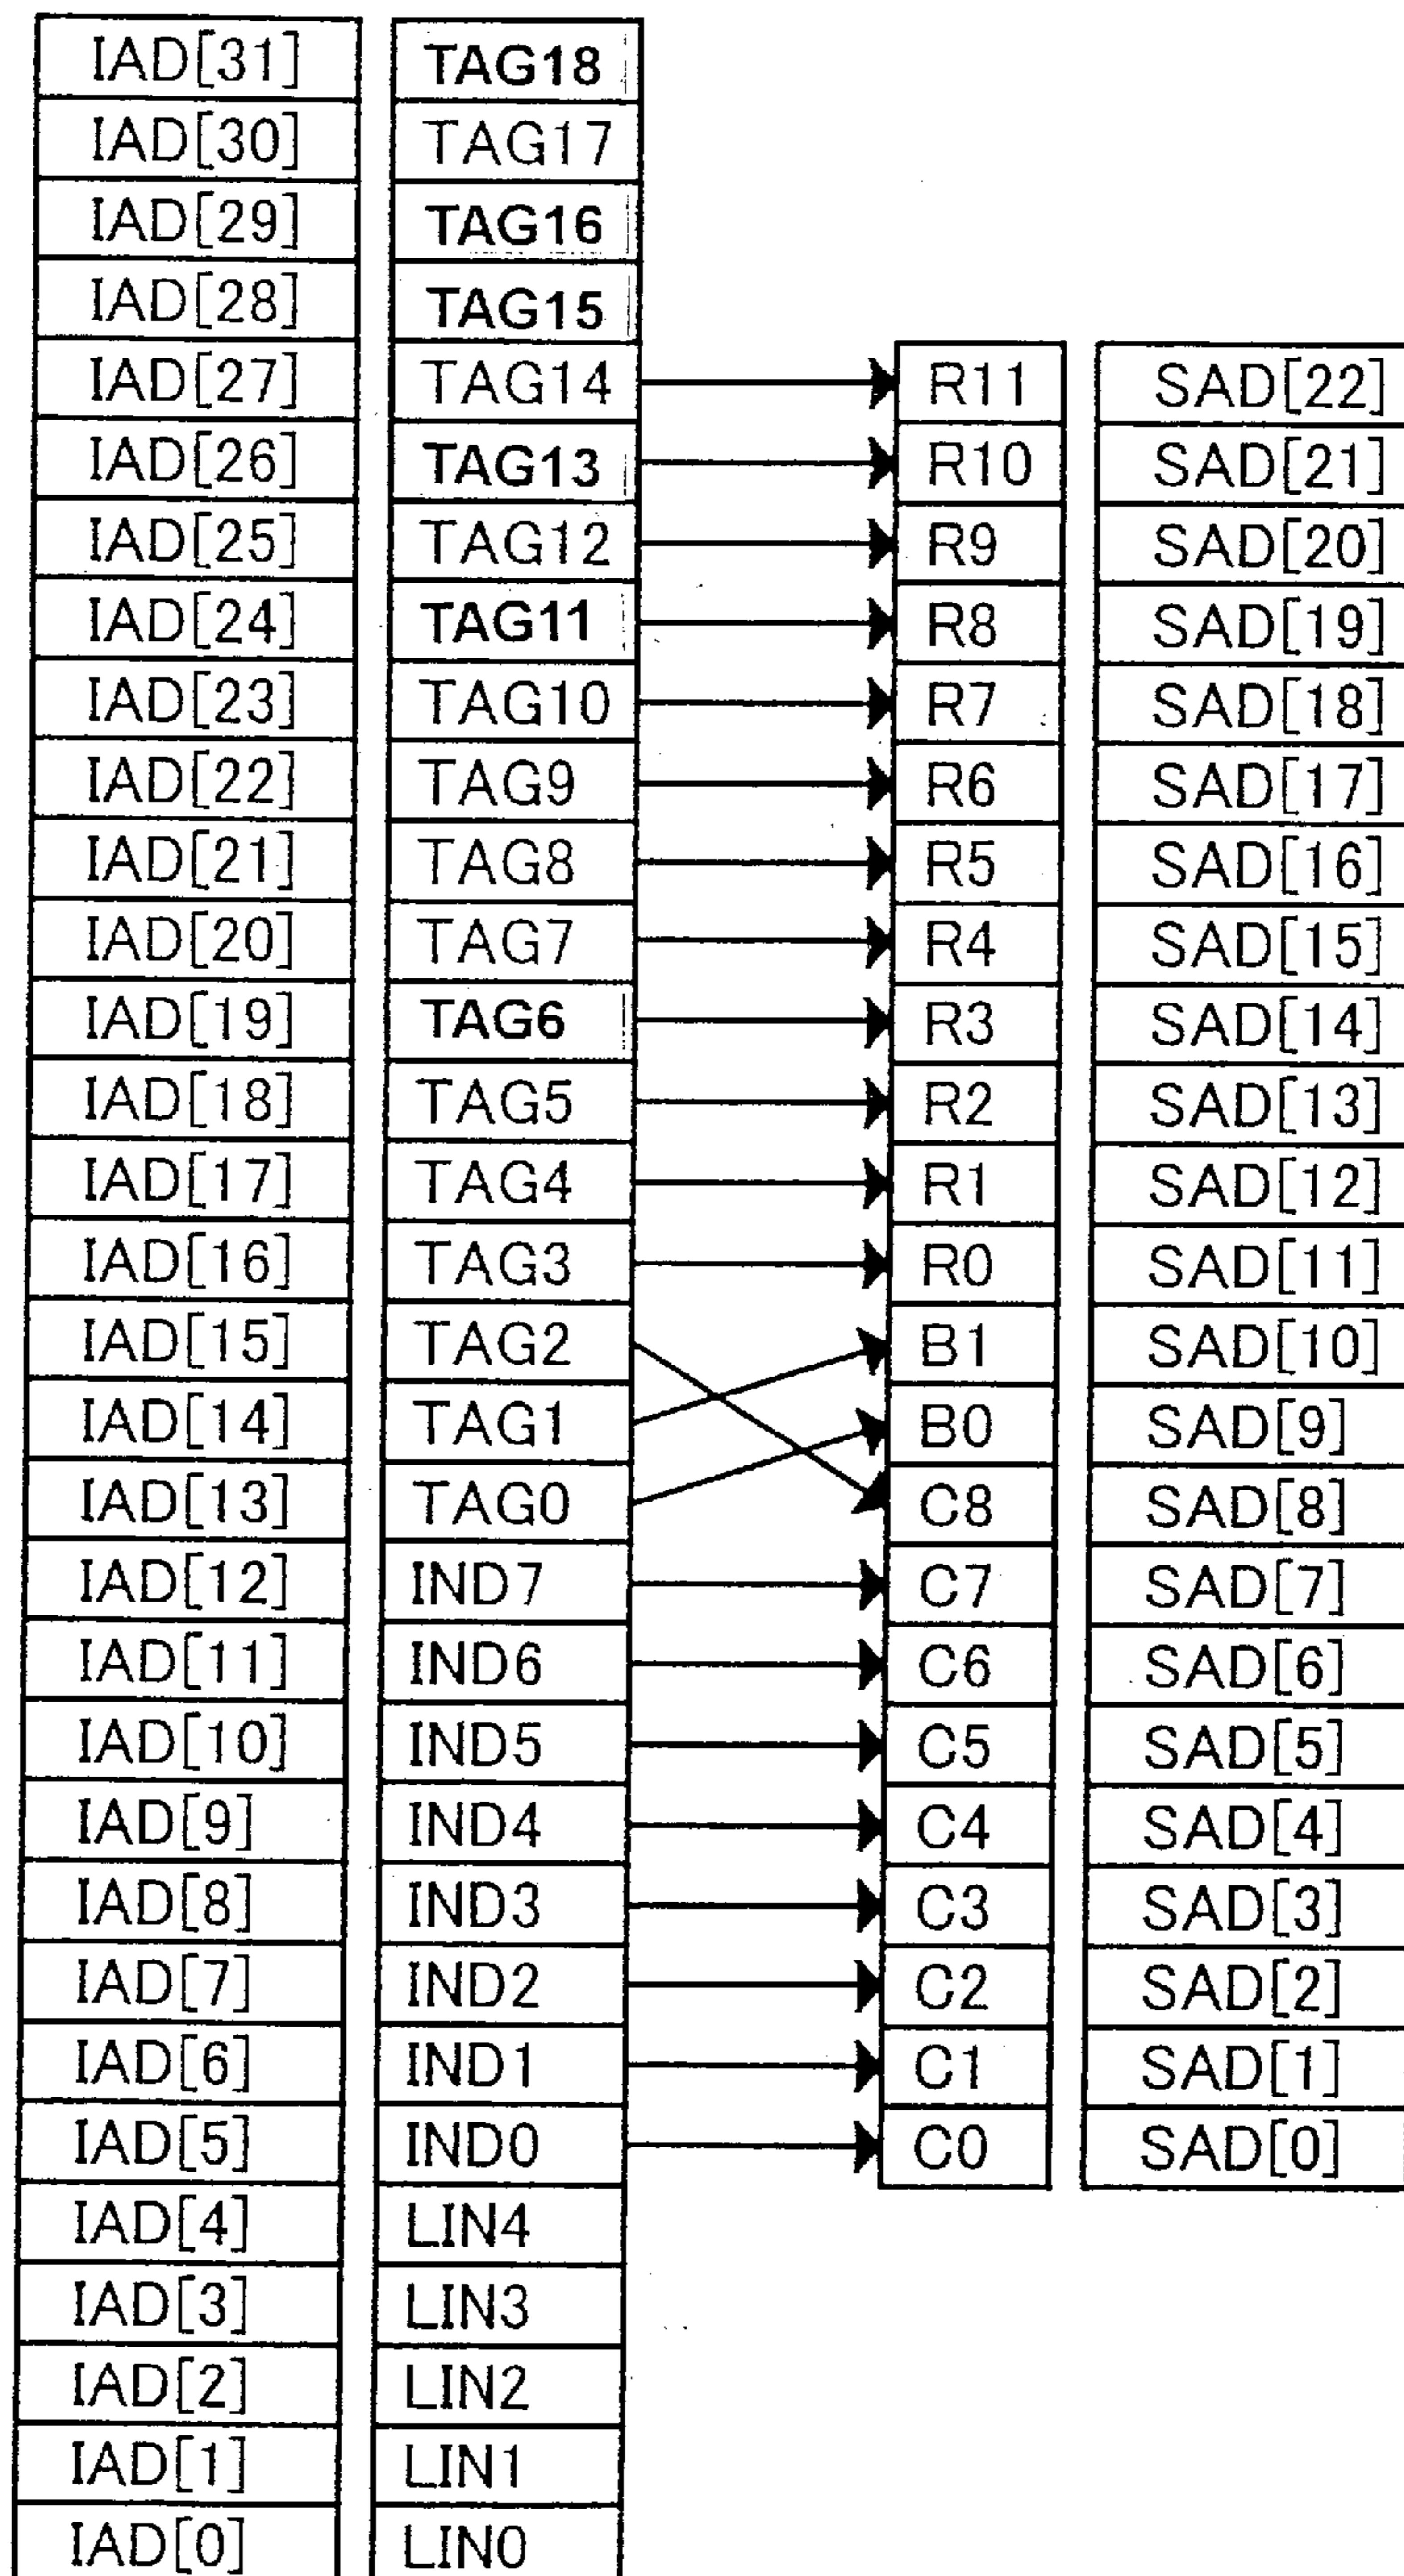 IAD[31] TAG18
IAD[30] TAG17
IAD[29] TAG16
IAD[28] TAG15
IAD[27] TAG14 R11 SAD[22]
IAD[26] TAG13 R10 SAD[21]
IAD[25] TAG12 R9 SAD[20]
IAD[24] TAG11 R8 SAD[19]
IAD[23] TAG10 R7 SAD[18]
IAD[22] TAG9 R6 SAD[17]
IAD[21] TAG8 R5 SAD[16]
IAD[20] TAG7 R4 SAD[15]
IAD[19] TAG6 R3 SAD[14]
IAD[18] TAG5 R2 SAD[13]
IAD[17] TAG4 R1 SAD[12]
IAD[16] TAG3 R0 SAD[11]
IAD[15] TAG2 B1 SAD[10]
IAD[14] TAG1 B0 SAD[9]
IAD[13] TAG0 C8 SAD[8]
IAD[12] IND7 C7 SAD[7]
IAD[11] IND6 C6 SAD[6]
IAD[10] IND5 C5 SAD[5]
IAD[9] IND4 C4 SAD[4]
IAD[8] IND3 C3 SAD[3]
IAD[7] IND2 C2 SAD[2]
IAD[6] IND1 C1 SAD[1]
IAD[5] IND0 C0 SAD[0]
IAD[4] LIN4
IAD[3] LIN3
IAD[2] LIN2
IAD[1] LIN1
IAD[0] LIN0